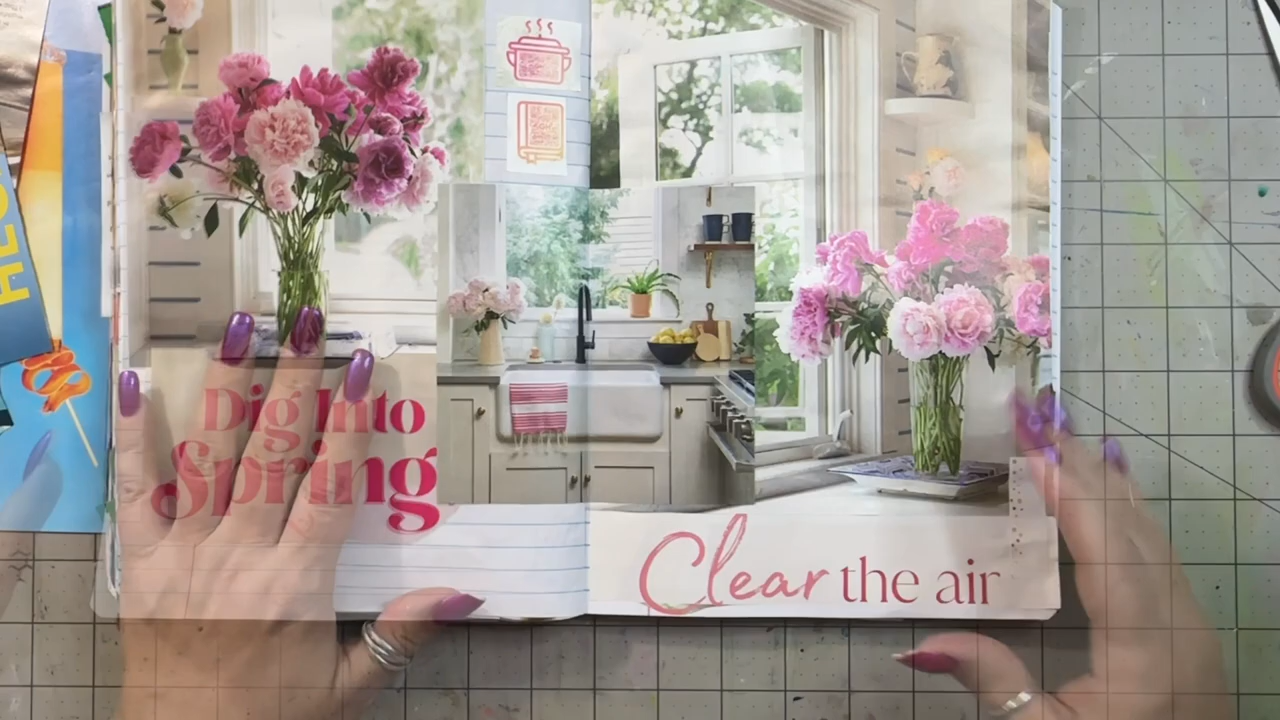 Dig Into
Spring
Clear the air